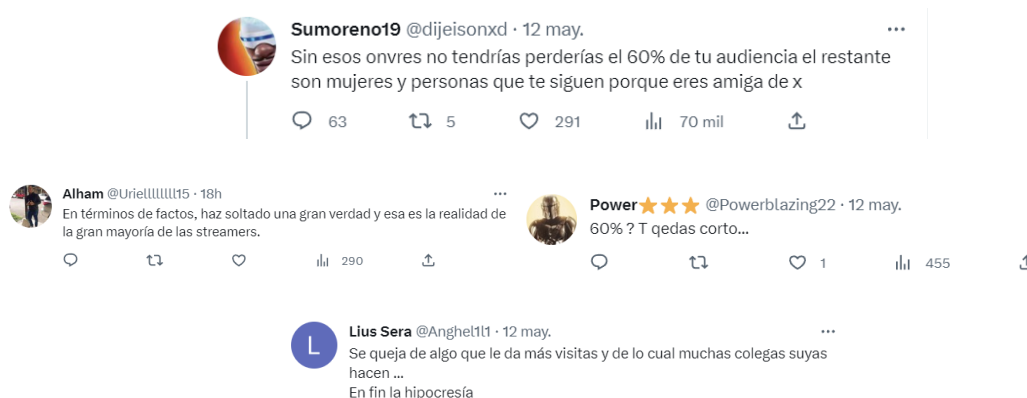 Sumoreno19 @dijeisonxd · 12 may.
Sin esos onvres no tendrías perderías el 60% de tu audiencia el restante
son mujeres y personas que te siguen porque eres amiga de x
63 5 291 70 mil
Alham @Urielllllllll15 · 18h
En términos de factos, haz soltado una gran verdad y esa es la realidad de
la gran mayoría de las streamers.
290
Power⭐⭐⭐ @Powerblazing22 · 12 may.
60% ? T qedas corto...
1 455
L
Lius Sera @Anghel1l1 · 12 may.
Se queja de algo que le da más visitas y de lo cual muchas colegas suyas
hacen ...
En fin la hipocresía